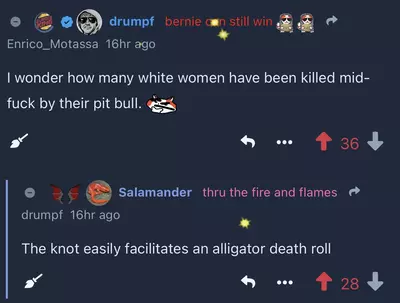 drumpf bernie can still win
Enrico_Motassa 16hr ago
I wonder how many white women have been killed mid-
fuck by their pit bull.
36
Salamander thru the fire and flames
drumpf 16hr ago
The knot easily facilitates an alligator death roll
28